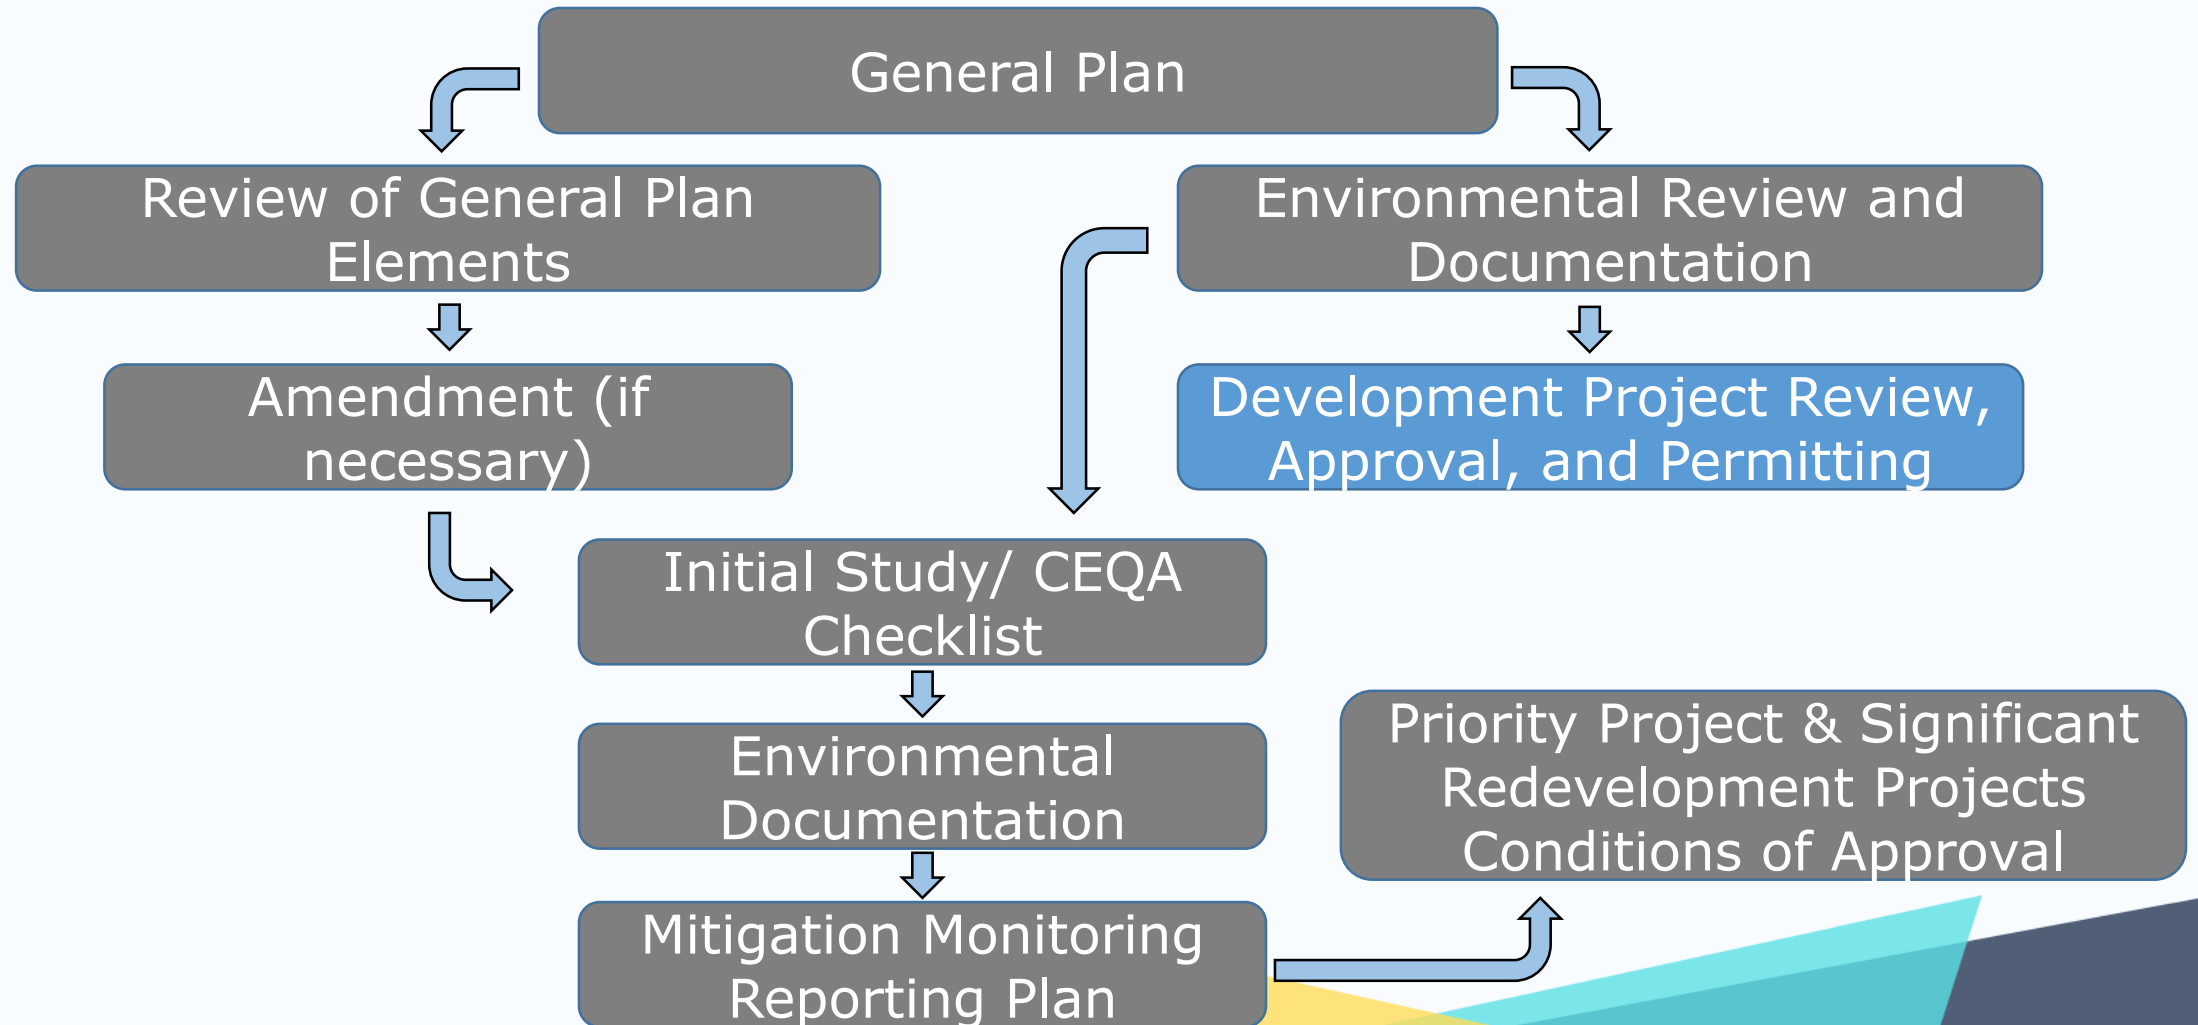 General Plan
Review of General Plan
Elements
Environmental Review and
Documentation
Amendment (if
necessary)
Development Project Review,
Approval, and Permitting
Initial Study/ CEQA
Checklist
Environmental
Documentation
Priority Project & Significant
Redevelopment Projects
Conditions of Approval
Mitigation Monitoring
Reporting Plan